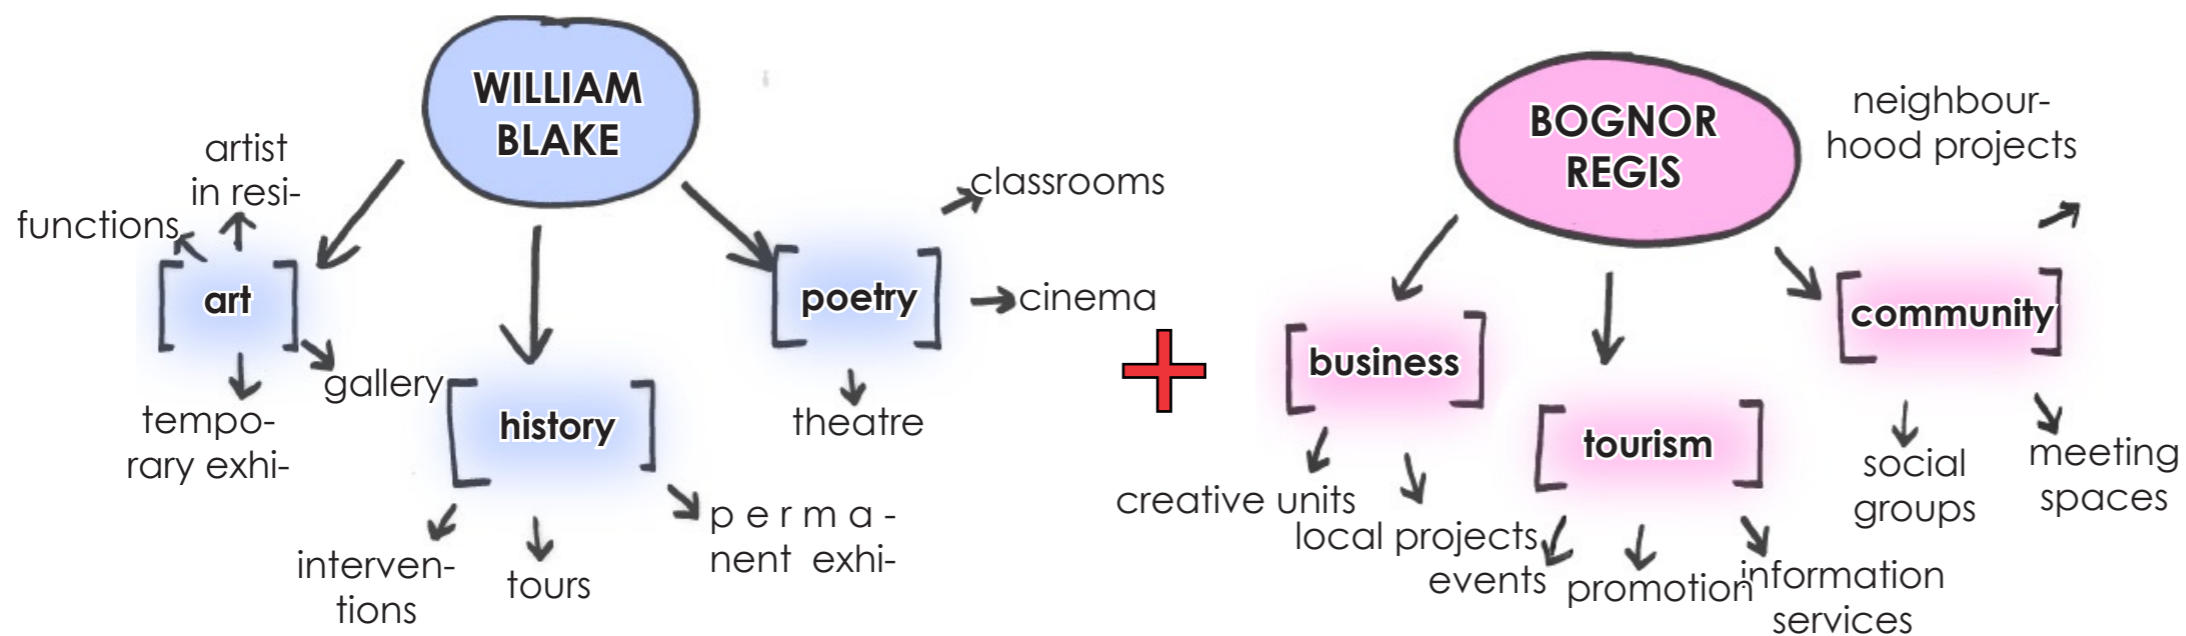 WILLIAM
BLAKE
artist
in resi-
functions
art
gallery
tempo-
rary exhi-
history
interven-
tions
tours
p e r m a -
nent exhi-
poetry
classrooms
cinema
theatre
BOGNOR
REGIS
business
creative units
local projects
tourism
events
promotion
information
services
community
neighbour-
hood projects
social
groups
meeting
spaces